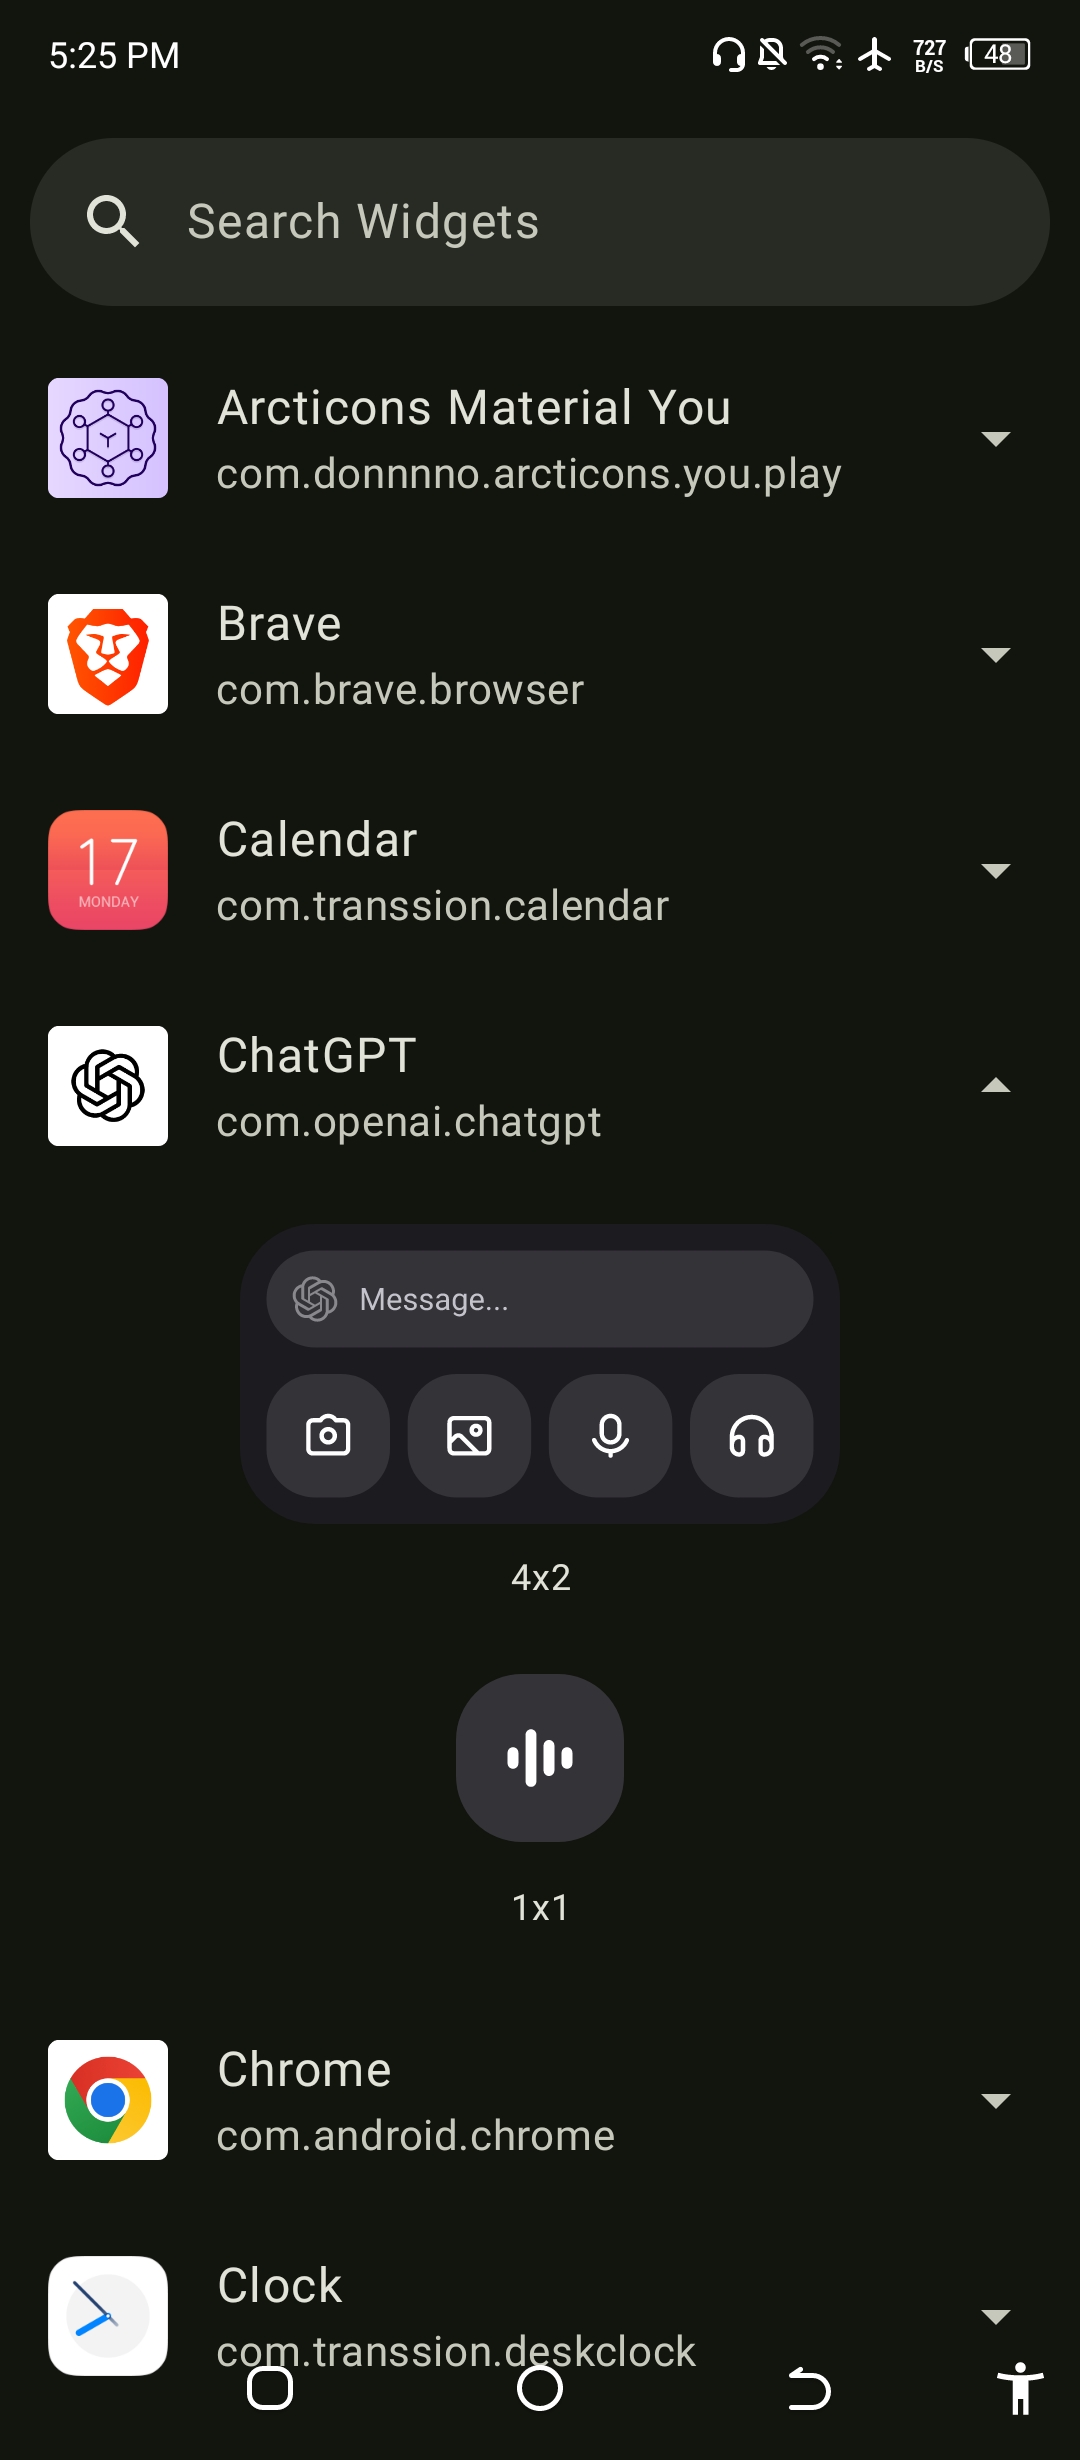 5:25 PM
727
B/S
48
Search Widgets
Arcticons Material You
com.donnnno.arcticons.you.play
Brave
com.brave.browser
17
MONDAY
Calendar
com.transsion.calendar
ChatGPT
com.openai.chatgpt
Message...
4x2
1x1
Chrome
com.android.chrome
Clock
com.transsion.deskclock